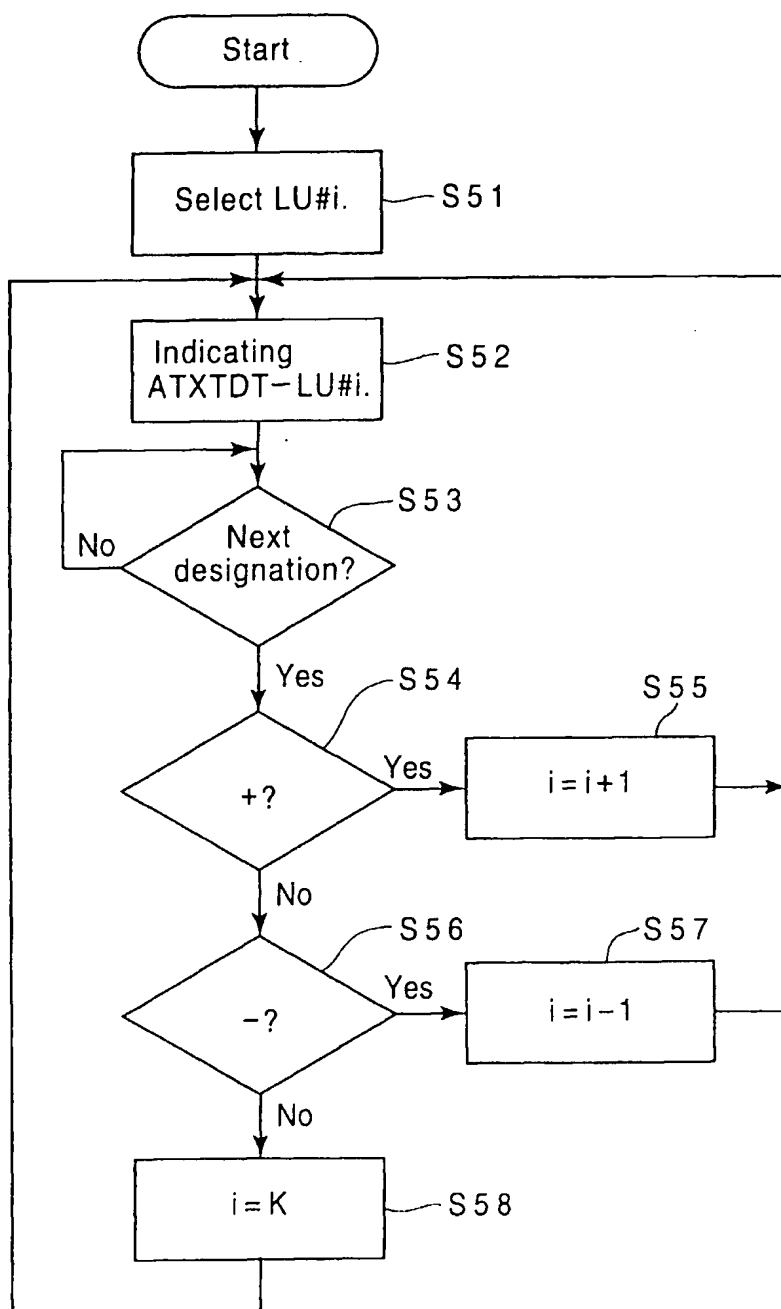 Start
Select LU#i.
S51
Indicating
ATXTDT-LU#i.
S52
S53
Next
designation?
No
Yes
S54
+?
Yes
S55
i=i+1
No
S56
-?
Yes
S57
i=i-1
No
i=K
S58